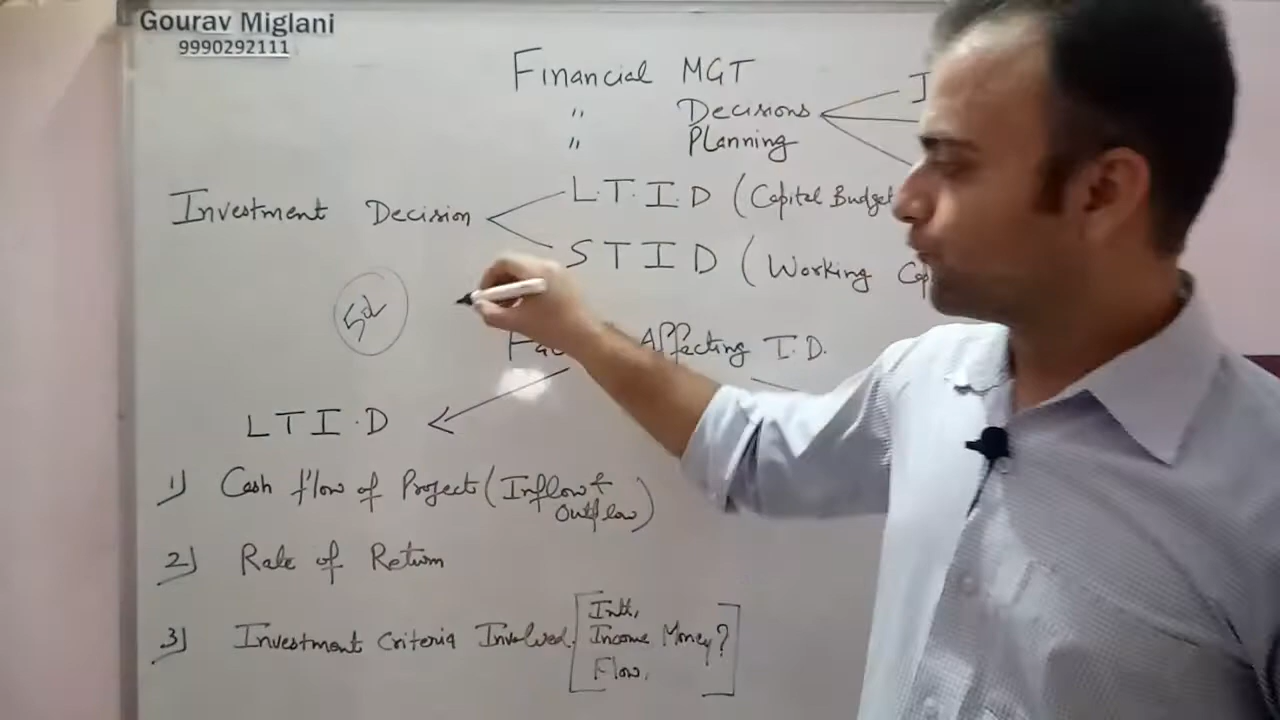 Gourav Miglani
9990292111
Financial MGT
" Decisions
" Planning
Investment Decision
L.T.I.D (Capital Budget
STID (Working Cap
Affecting I.D.
LTI.D
1) Cash flow of Project (Inflow +
Outflow)
2) Rate of Return
3) Investment Criteria Involved. [Intt,
Income Money?
Flow,]